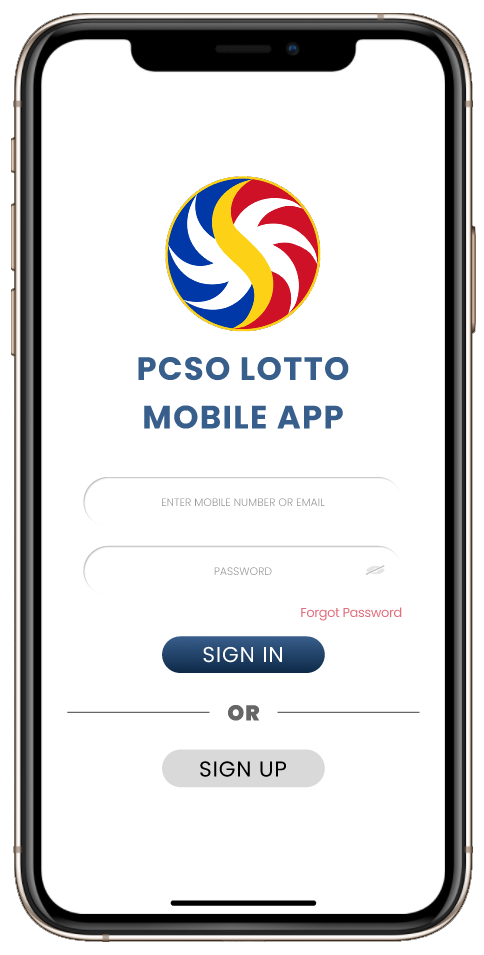 PCSO LOTTO
MOBILE APP
ENTER MOBILE NUMBER OR EMAIL
PASSWORD
Forgot Password
SIGN IN
OR
SIGN UP